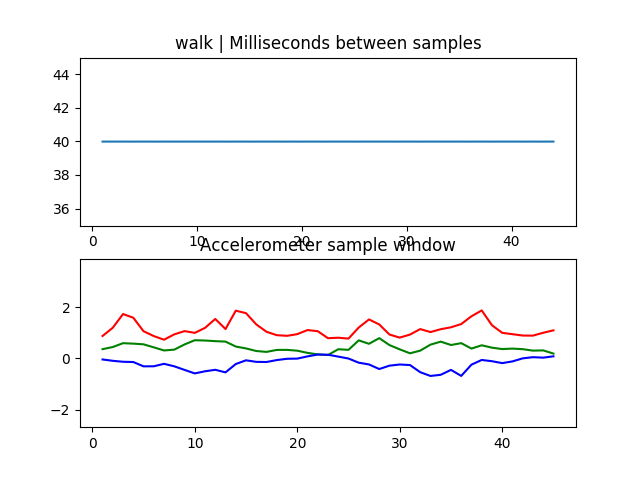 walk | Milliseconds between samples
44
42
40
38
36
0 10 20 30 40
Accelerometer sample window
2
0
−2
0 10 20 30 40